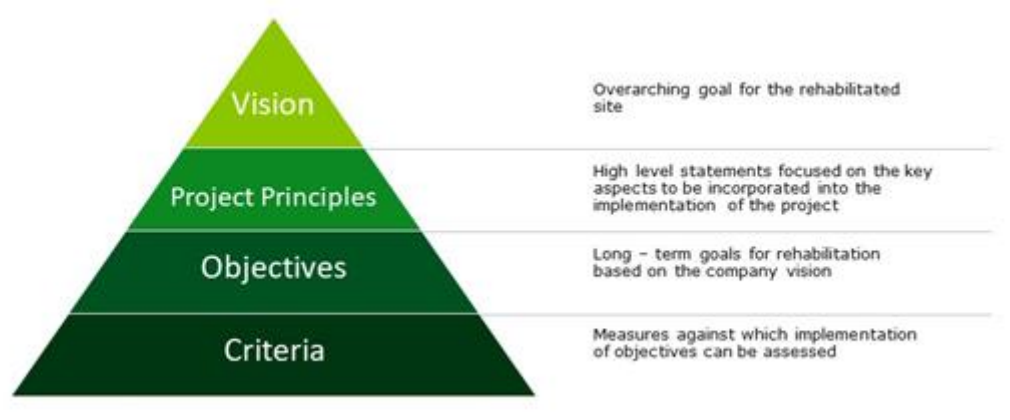 Vision
Overarching goal for the rehabilitated
site
Project Principles
High level statements focused on the key
aspects to be incorporated into the
implementation of the project
Objectives
Long – term goals for rehabilitation
based on the company vision
Criteria
Measures against which implementation
of objectives can be assessed